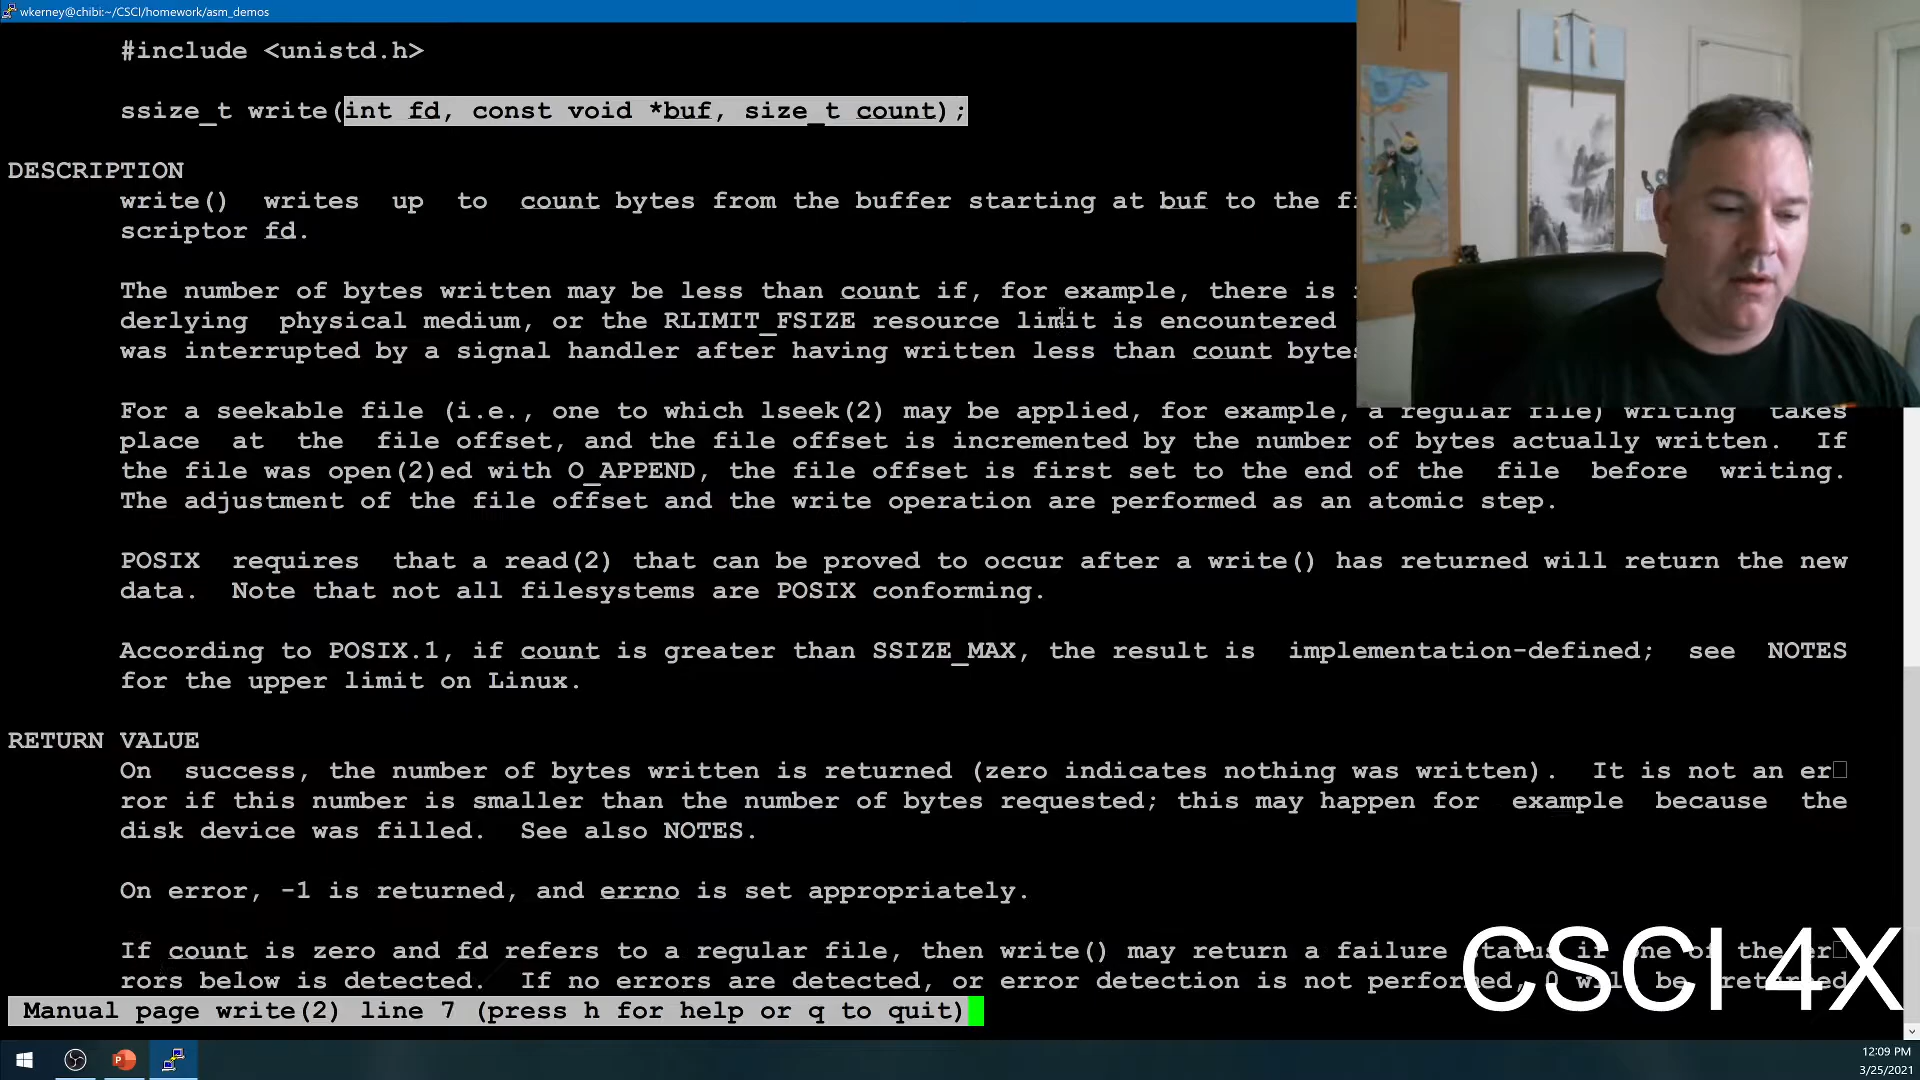 wkerney@chibi:~/CSCI/homework/asm_demos
#include <unistd.h>
ssize_t write(int fd, const void *buf, size_t count);
DESCRIPTION
write() writes up to count bytes from the buffer starting at buf to the
scriptor fd.
The number of bytes written may be less than count if, for example, there is
derlying physical medium, or the RLIMIT_FSIZE resource limit is encountered
was interrupted by a signal handler after having written less than count bytes
For a seekable file (i.e., one to which lseek(2) may be applied, for example, a regular file) writing takes
place at the file offset, and the file offset is incremented by the number of bytes actually written. If
the file was open(2)ed with O_APPEND, the file offset is first set to the end of the file before writing.
The adjustment of the file offset and the write operation are performed as an atomic step.
POSIX requires that a read(2) that can be proved to occur after a write() has returned will return the new
data. Note that not all filesystems are POSIX conforming.
According to POSIX.1, if count is greater than SSIZE_MAX, the result is implementation-defined; see NOTES
for the upper limit on Linux.
RETURN VALUE
On success, the number of bytes written is returned (zero indicates nothing was written). It is not an er
ror if this number is smaller than the number of bytes requested; this may happen for example because the
disk device was filled. See also NOTES.
On error, -1 is returned, and errno is set appropriately.
If count is zero and fd refers to a regular file, then write() may return a failure status if one of the er
rors below is detected. If no errors are detected, or error detection is not performed, 0 will be returned
CSCI 4X
Manual page write(2) line 7 (press h for help or q to quit)
12:09 PM
3/25/2021